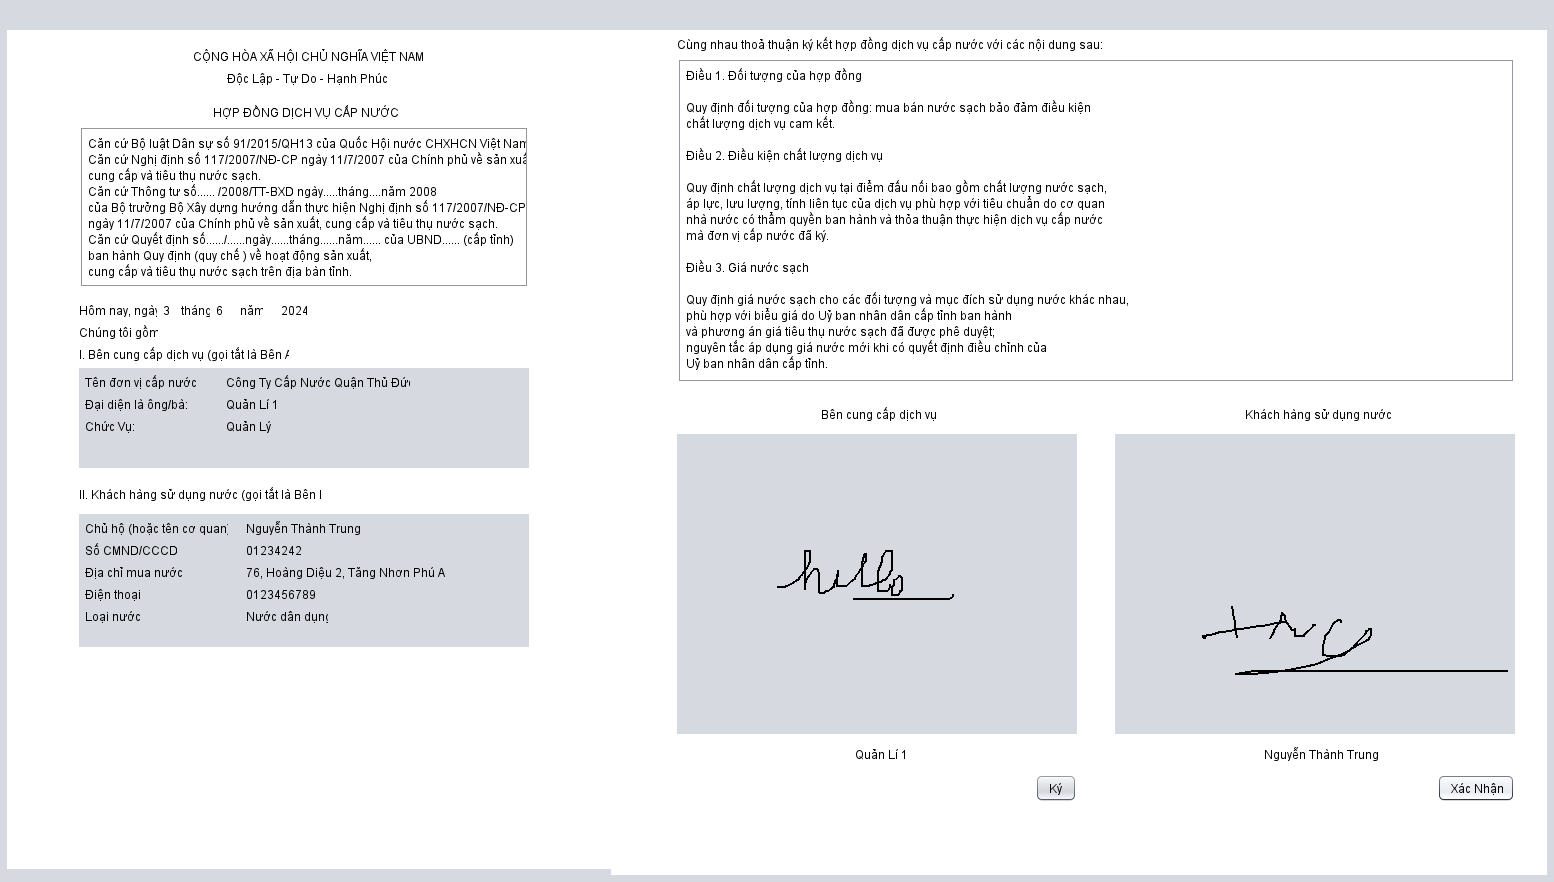 CỘNG HÒA XÃ HỘI CHỦ NGHĨA VIỆT NAM
Độc Lập - Tự Do - Hạnh Phúc
HỢP ĐỒNG DỊCH VỤ CẤP NƯỚC
Căn cứ Bộ luật Dân sự số 91/2015/QH13 của Quốc Hội nước CHXHCN Việt Nam
Căn cứ Nghị định số 117/2007/NĐ-CP ngày 11/7/2007 của Chính phủ về sản xuấ
cung cấp và tiêu thụ nước sạch.
Căn cứ Thông tư số...... /2008/TT-BXD ngày.....tháng....năm 2008
của Bộ trưởng Bộ Xây dựng hướng dẫn thực hiện Nghị định số 117/2007/NĐ-CP
ngày 11/7/2007 của Chính phủ về sản xuất, cung cấp và tiêu thụ nước sạch.
Căn cứ Quyết định số....../......ngày......tháng......năm...... của UBND...... (cấp tỉnh)
ban hành Quy định (quy chế ) về hoạt động sản xuất,
cung cấp và tiêu thụ nước sạch trên địa bàn tỉnh.
Hôm nay, ngày 3 tháng 6 năm 2024
Chúng tôi gồm
I. Bên cung cấp dịch vụ (gọi tắt là Bên A
Tên đơn vị cấp nước Công Ty Cấp Nước Quận Thủ Đức
Đại diện là ông/bà: Quản Lí 1
Chức Vụ: Quản Lý
II. Khách hàng sử dụng nước (gọi tắt là Bên
Chủ hộ (hoặc tên cơ quan) Nguyễn Thành Trung
Số CMND/CCCD 01234242
Địa chỉ mua nước 76, Hoàng Diệu 2, Tăng Nhơn Phú A
Điện thoại 0123456789
Loại nước Nước dân dụng
Cùng nhau thoả thuận ký kết hợp đồng dịch vụ cấp nước với các nội dung sau:
Điều 1. Đối tượng của hợp đồng
Quy định đối tượng của hợp đồng: mua bán nước sạch bảo đảm điều kiện
chất lượng dịch vụ cam kết.
Điều 2. Điều kiện chất lượng dịch vụ
Quy định chất lượng dịch vụ tại điểm đấu nối bao gồm chất lượng nước sạch,
áp lực, lưu lượng, tính liên tục của dịch vụ phù hợp với tiêu chuẩn do cơ quan
nhà nước có thẩm quyền ban hành và thỏa thuận thực hiện dịch vụ cấp nước
mà đơn vị cấp nước đã ký.
Điều 3. Giá nước sạch
Quy định giá nước sạch cho các đối tượng và mục đích sử dụng nước khác nhau,
phù hợp với biểu giá do Uỷ ban nhân dân cấp tỉnh ban hành
và phương án giá tiêu thụ nước sạch đã được phê duyệt;
nguyên tắc áp dụng giá nước mới khi có quyết định điều chỉnh của
Uỷ ban nhân dân cấp tỉnh.
Bên cung cấp dịch vụ
Khách hàng sử dụng nước
hello
Quản Lí 1
Nguyễn Thành Trung
Ký
Xác Nhận